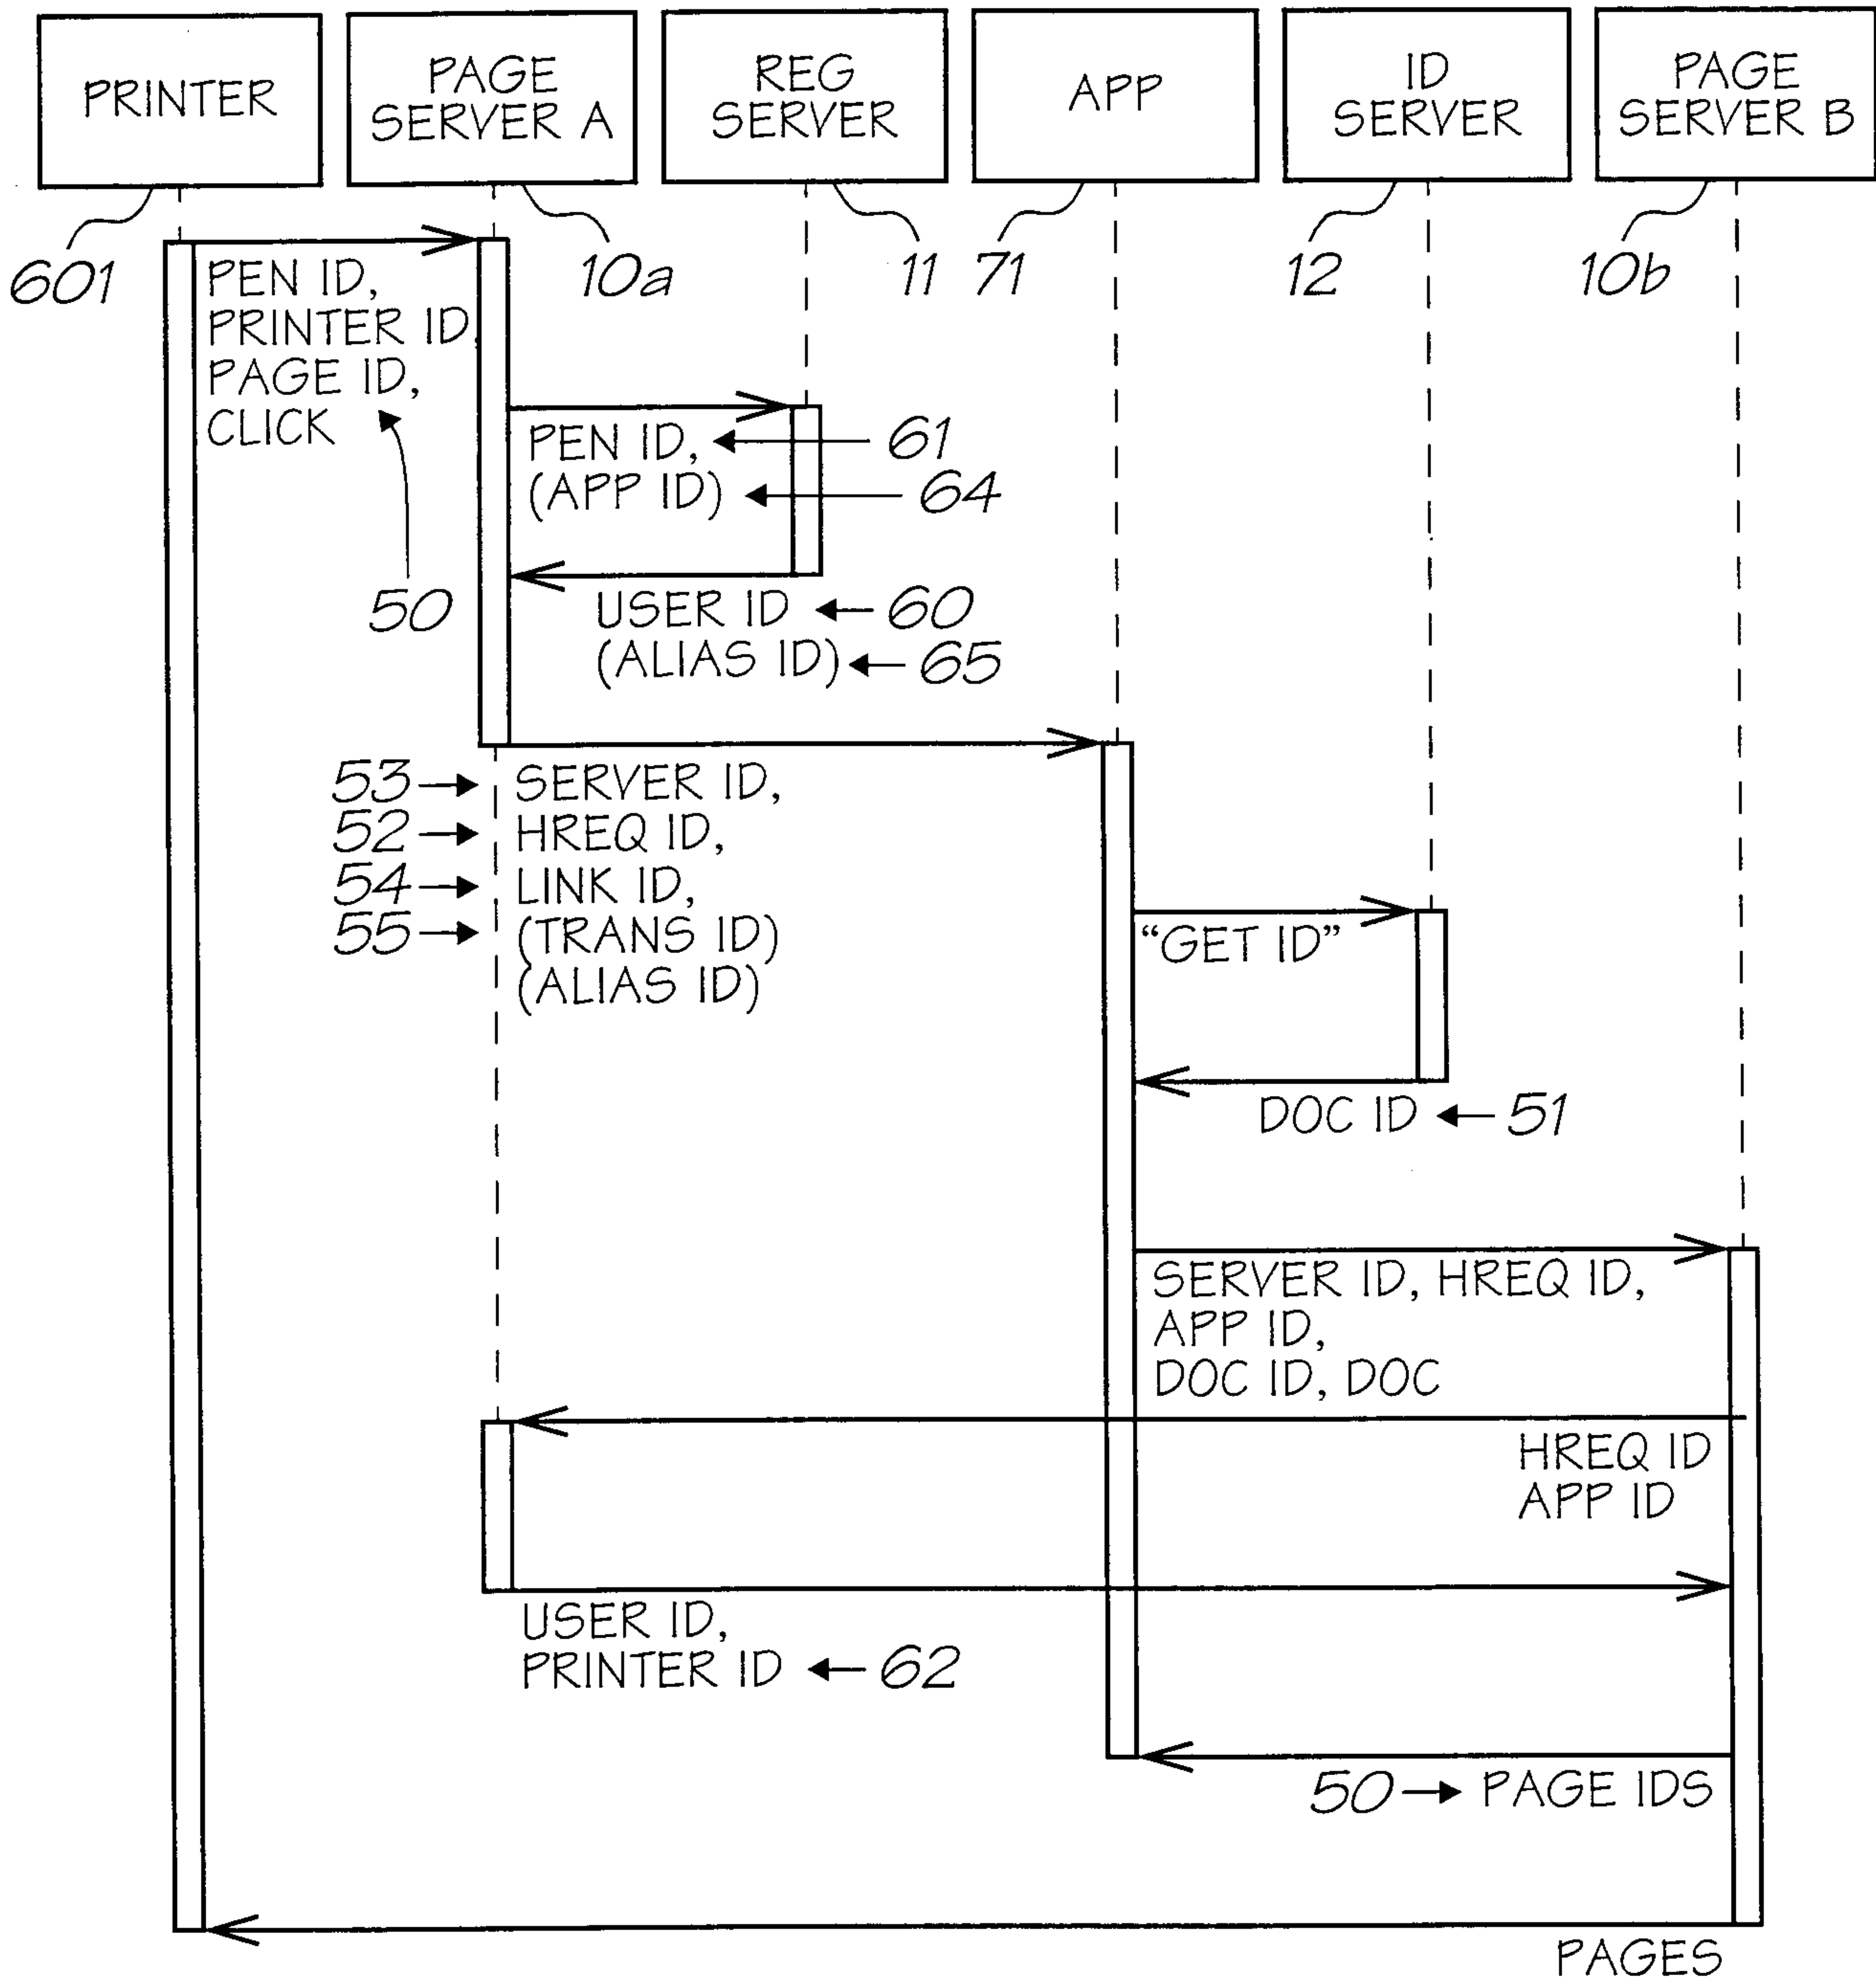 PRINTER
PAGE
SERVER A
REG
SERVER
APP
ID
SERVER
PAGE
SERVER B
601
10a
11
71
12
10b
PEN ID,
PRINTER ID
PAGE ID,
CLICK
50
PEN ID,
61
(APP ID)
64
USER ID
60
(ALIAS ID)
65
53
SERVER ID,
52
HREQ ID,
54
LINK ID,
55
(TRANS ID)
(ALIAS ID)
“GET ID”
DOC ID
51
SERVER ID, HREQ ID,
APP ID,
DOC ID, DOC
HREQ ID
APP ID
USER ID,
PRINTER ID
62
50
PAGE IDS
PAGES